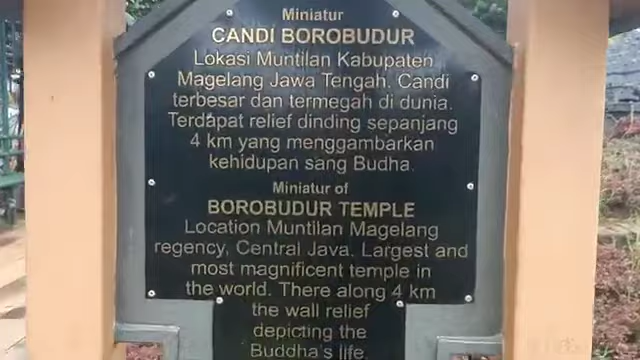 Miniatur
CANDI BOROBUDUR
Lokasi Muntilan Kabupaten
Magelang Jawa Tengah. Candi
terbesar dan termegah di dunia.
Terdapat relief dinding sepanjang
4 km yang menggambarkan
kehidupan sang Budha.
Miniatur of
BOROBUDUR TEMPLE
Location Muntilan Magelang
regency, Central Java. Largest and
most magnificent temple in
the world. There along 4 km
the wall relief
depicting the
Buddha's life.